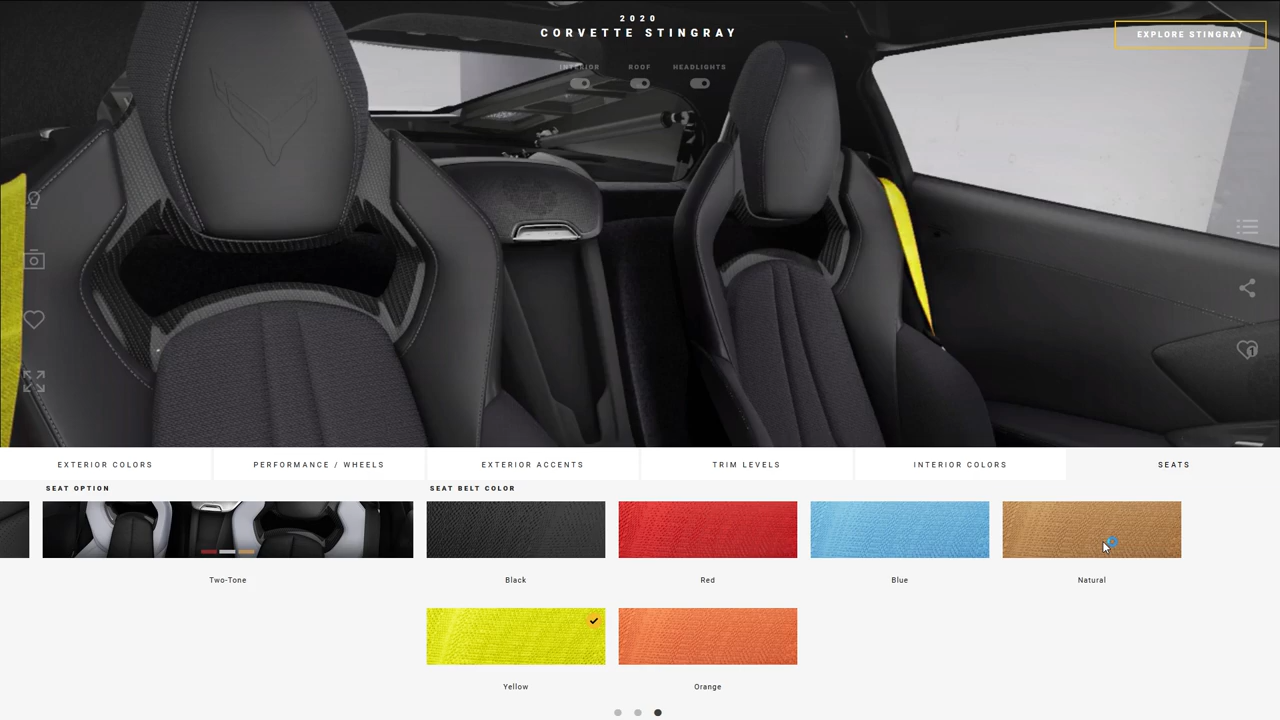 2020
CORVETTE STINGRAY
EXPLORE STINGRAY
INTERIOR
ROOF
HEADLIGHTS
1
EXTERIOR COLORS
PERFORMANCE / WHEELS
EXTERIOR ACCENTS
TRIM LEVELS
INTERIOR COLORS
SEATS
SEAT OPTION
SEAT BELT COLOR
Two-Tone
Black
Red
Blue
Natural
Yellow
Orange